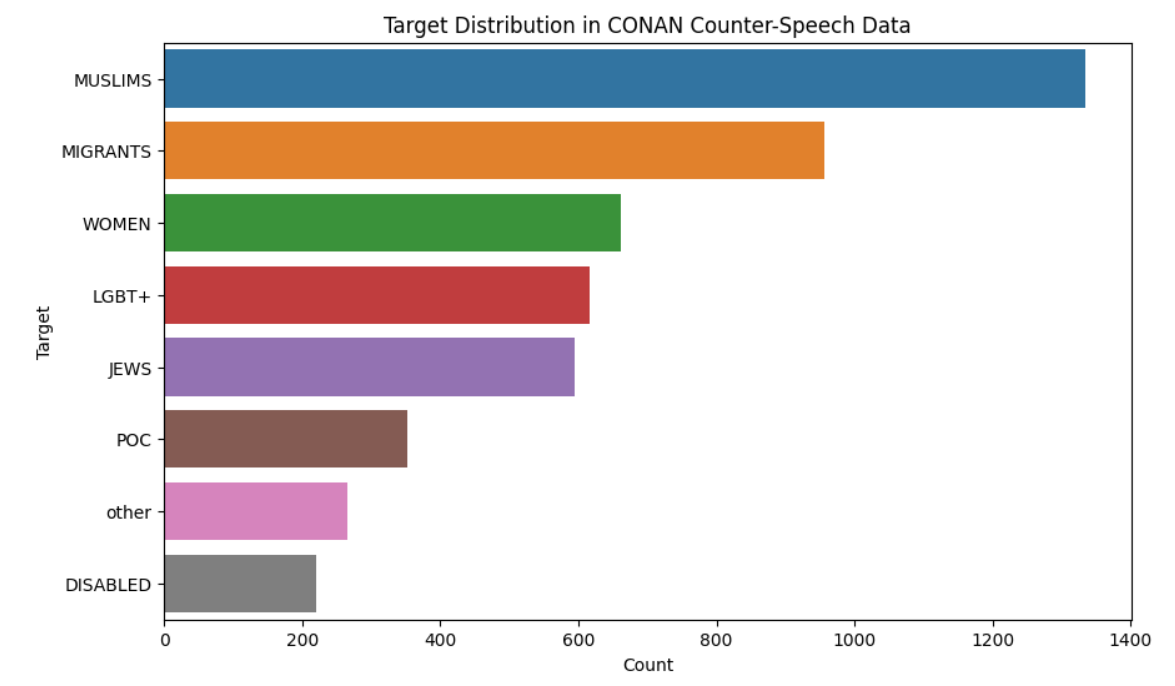 Target Distribution in CONAN Counter-Speech Data
MUSLIMS
MIGRANTS
WOMEN
LGBT+
JEWS
POC
other
DISABLED
Target
0 200 400 600 800 1000 1200 1400
Count